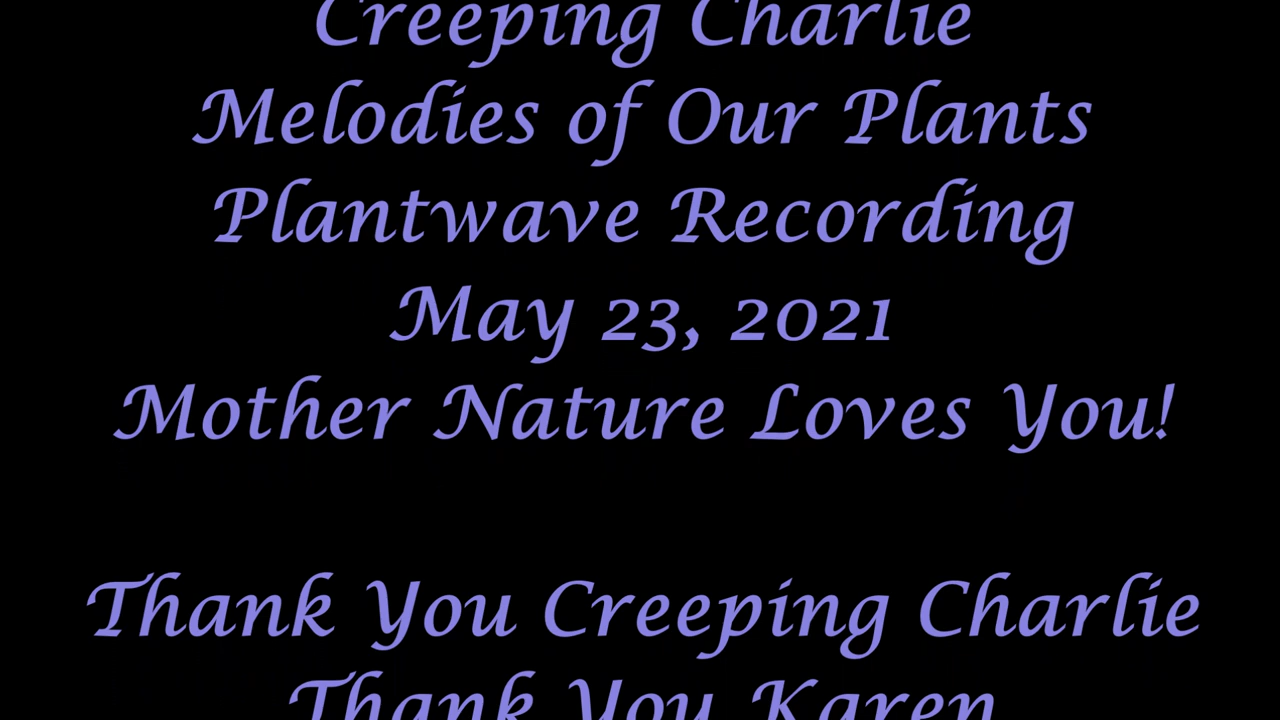 Creeping Charlie
Melodies of Our Plants
Plantwave Recording
May 23, 2021
Mother Nature Loves You!
Thank You Creeping Charlie
Thank You Karen